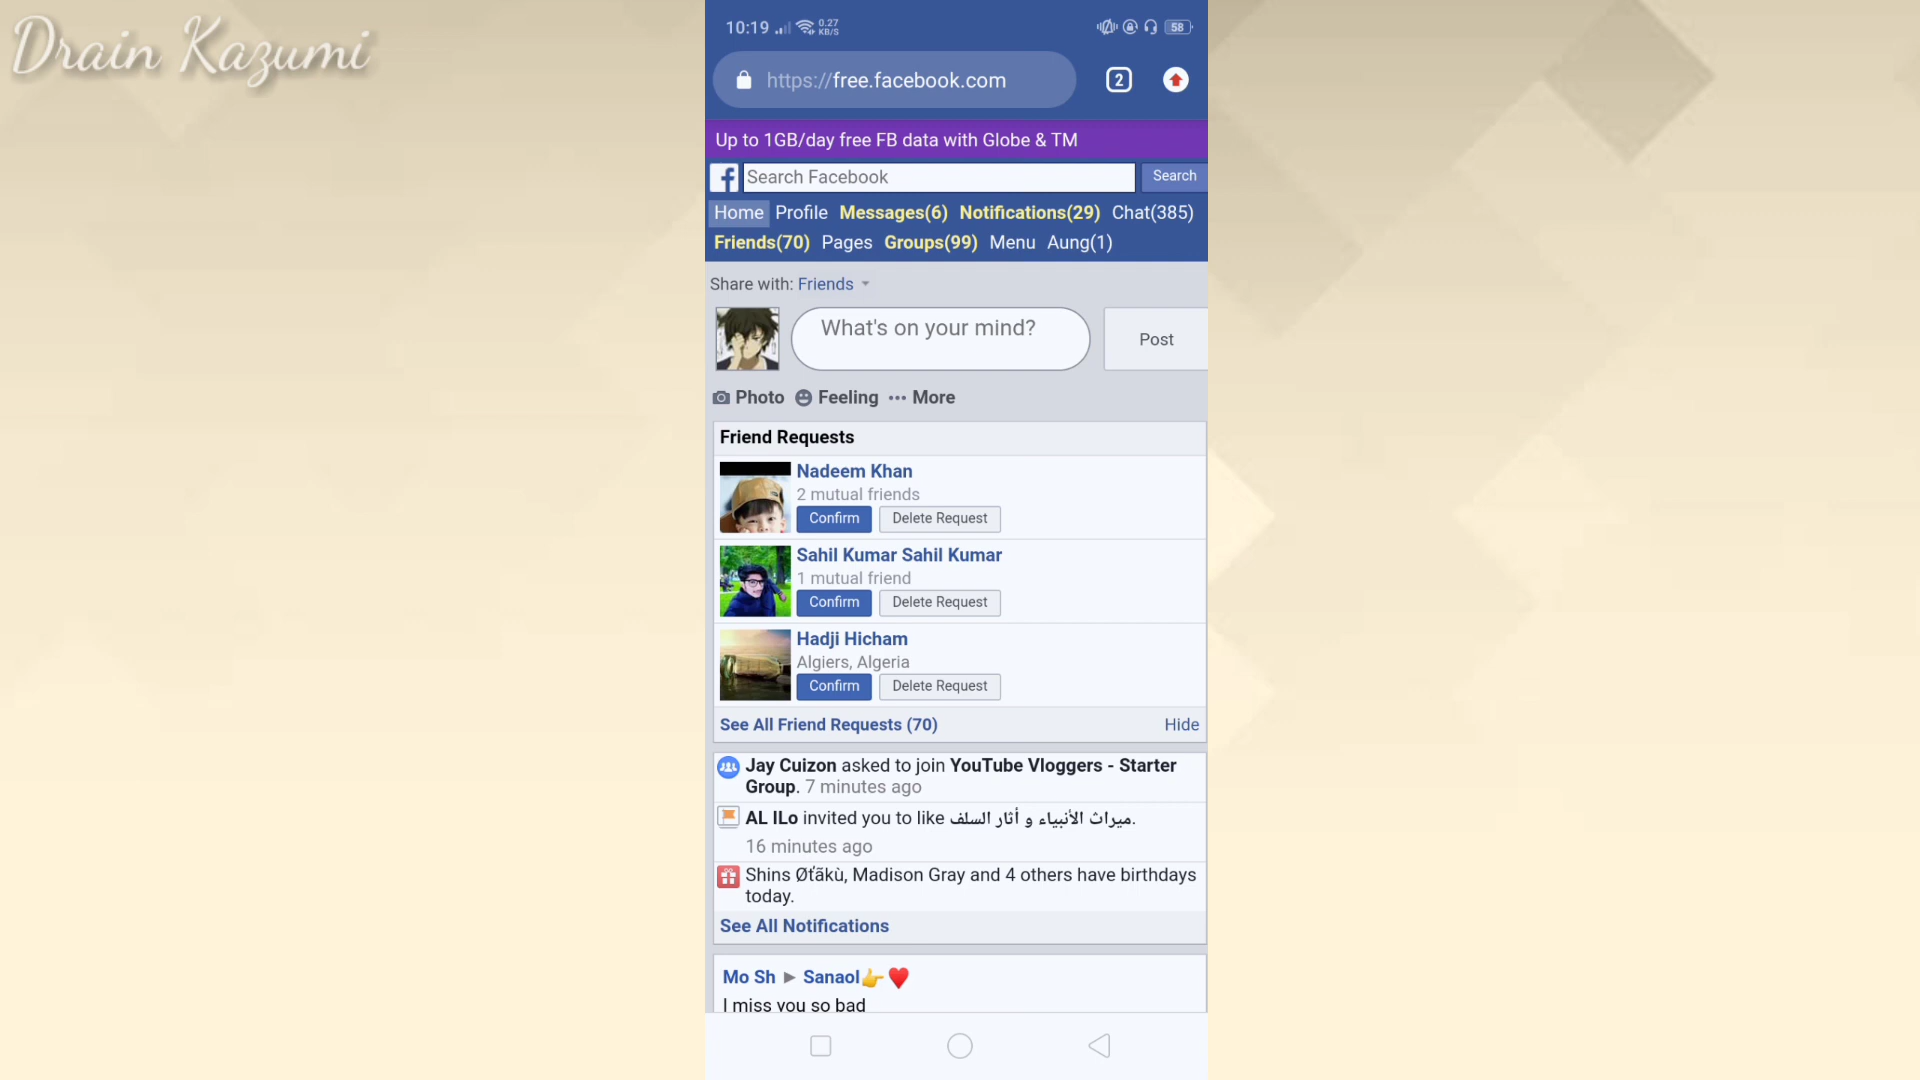 Drain Kazumi
10:19 0.27 KB/S 58
https://free.facebook.com 2
Up to 1GB/day free FB data with Globe & TM
Search Facebook Search
Home Profile Messages(6) Notifications(29) Chat(385)
Friends(70) Pages Groups(99) Menu Aung(1)
Share with: Friends
What's on your mind? Post
Photo Feeling ••• More
Friend Requests
Nadeem Khan
2 mutual friends
Confirm Delete Request
Sahil Kumar Sahil Kumar
1 mutual friend
Confirm Delete Request
Hadji Hicham
Algiers, Algeria
Confirm Delete Request
See All Friend Requests (70) Hide
Jay Cuizon asked to join YouTube Vloggers - Starter
Group. 7 minutes ago
AL ILo invited you to like ميراث الأنبياء و أثار السلف.
16 minutes ago
Shins Øťãkù, Madison Gray and 4 others have birthdays
today.
See All Notifications
Mo Sh ▶ Sanaol👉❤️
I miss you so bad